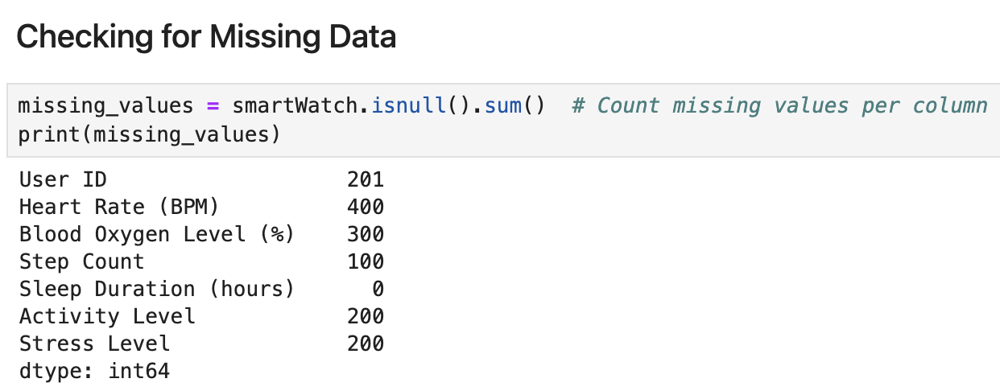 Checking for Missing Data
missing_values = smartWatch.isnull().sum()  # Count missing values per column
print(missing_values)
User ID                   201
Heart Rate (BPM)          400
Blood Oxygen Level (%)    300
Step Count                100
Sleep Duration (hours)      0
Activity Level            200
Stress Level              200
dtype: int64